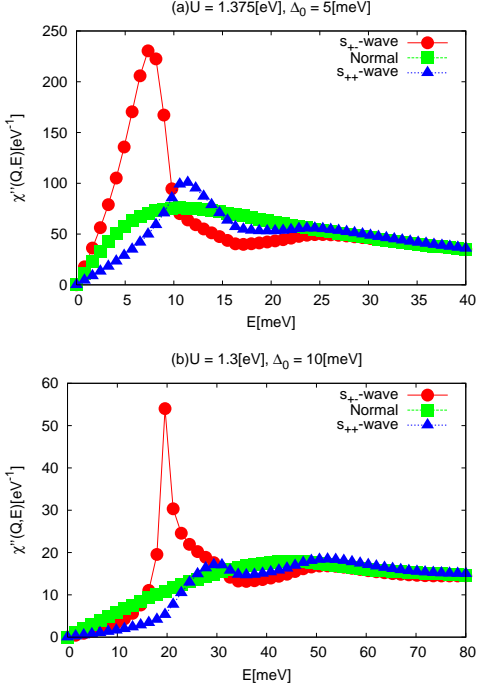 (a)U = 1.375[eV], Δ₀ = 5[meV]
χ''(Q,E)[eV⁻¹]
250
200
150
100
50
0
s₊₋-wave
Normal
s₊₊-wave
0 5 10 15 20 25 30 35 40
E[meV]
(b)U = 1.3[eV], Δ₀ = 10[meV]
χ''(Q,E)[eV⁻¹]
60
50
40
30
20
10
0
s₊₋-wave
Normal
s₊₊-wave
0 10 20 30 40 50 60 70 80
E[meV]